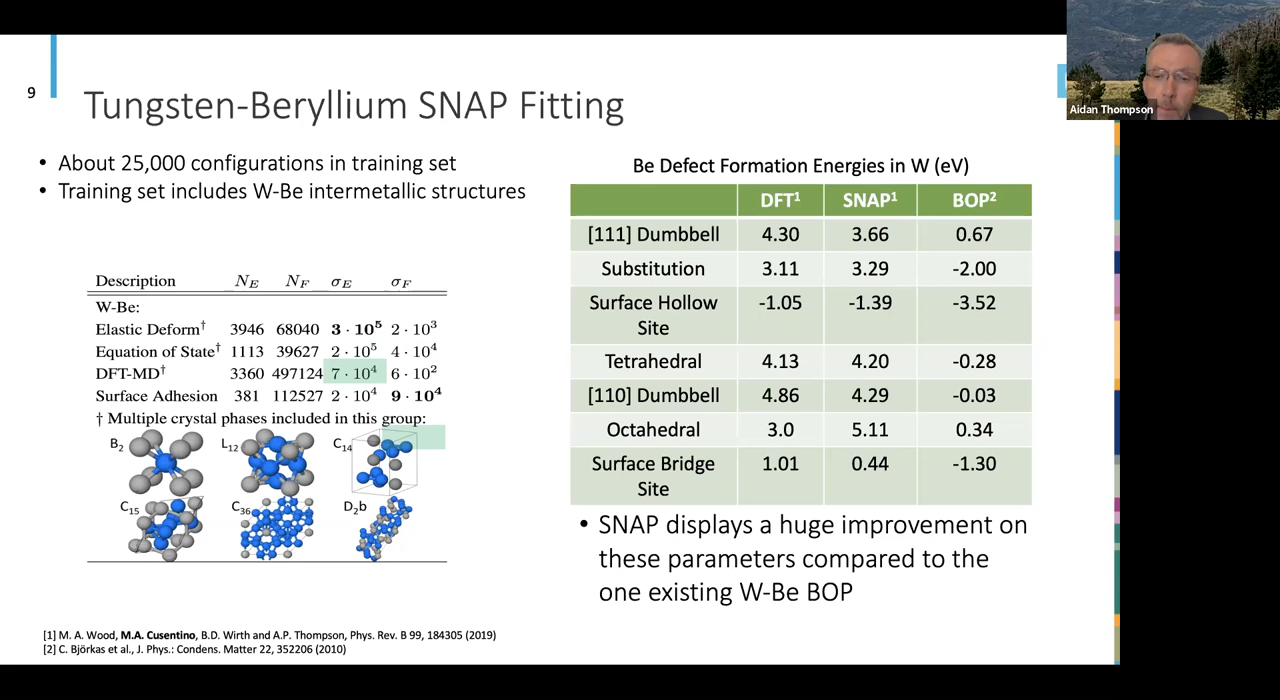 Aidan Thompson
9
Tungsten-Beryllium SNAP Fitting
• About 25,000 configurations in training set
• Training set includes W-Be intermetallic structures
Description N_E N_F σ_E σ_F
W-Be:
Elastic Deform† 3946 68040 3 · 10⁵ 2 · 10³
Equation of State† 1113 39627 2 · 10⁵ 4 · 10⁴
DFT-MD† 3360 497124 7 · 10⁴ 6 · 10²
Surface Adhesion 381 112527 2 · 10⁴ 9 · 10⁴
† Multiple crystal phases included in this group:
B₂ L₁₂ C₁₄
C₁₅ C₃₆ D₂b
Be Defect Formation Energies in W (eV)
DFT¹ SNAP¹ BOP²
[111] Dumbbell 4.30 3.66 0.67
Substitution 3.11 3.29 -2.00
Surface Hollow -1.05 -1.39 -3.52
Site
Tetrahedral 4.13 4.20 -0.28
[110] Dumbbell 4.86 4.29 -0.03
Octahedral 3.0 5.11 0.34
Surface Bridge 1.01 0.44 -1.30
Site
• SNAP displays a huge improvement on
these parameters compared to the
one existing W-Be BOP
[1] M. A. Wood, M.A. Cusentino, B.D. Wirth and A.P. Thompson, Phys. Rev. B 99, 184305 (2019)
[2] C. Björkas et al., J. Phys.: Condens. Matter 22, 352206 (2010)